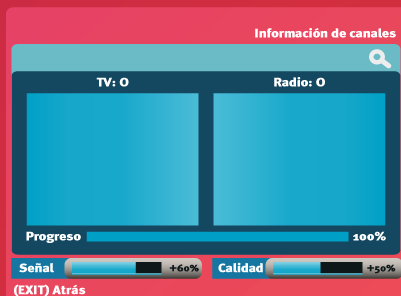 Información de canales
TV: 0 Radio: 0
Progreso 100%
Señal +60% Calidad +50%
(EXIT) Atrás